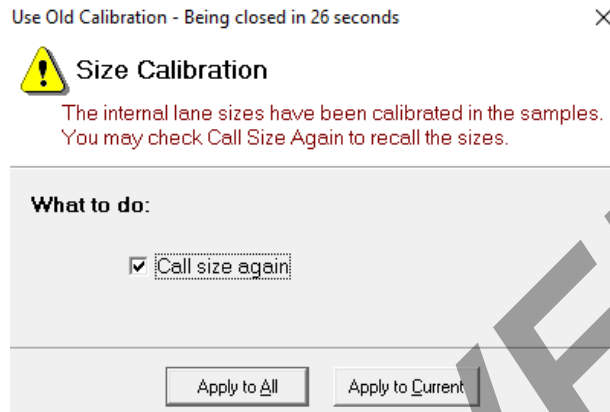 Use Old Calibration - Being closed in 26 seconds
Size Calibration
The internal lane sizes have been calibrated in the samples.
You may check Call Size Again to recall the sizes.
What to do:
Call size again
Apply to All
Apply to Current